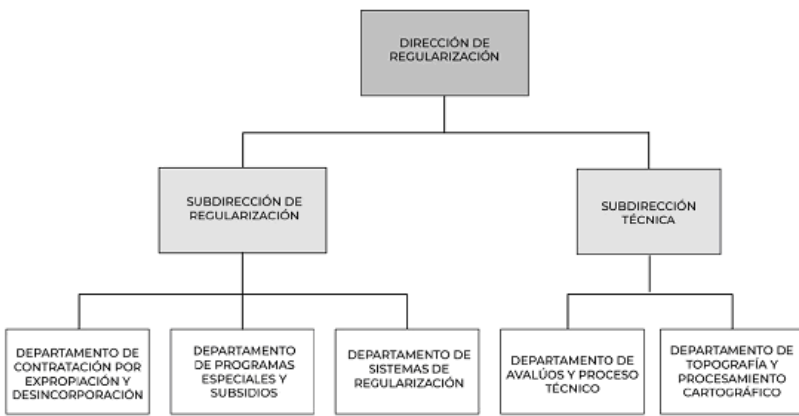 DIRECCIÓN DE
REGULARIZACIÓN
SUBDIRECCIÓN DE
REGULARIZACIÓN
SUBDIRECCIÓN
TÉCNICA
DEPARTAMENTO DE
CONTRATACIÓN POR
EXPROPIACIÓN Y
DESINCORPORACIÓN
DEPARTAMENTO
DE PROGRAMAS
ESPECIALES Y
SUBSIDIOS
DEPARTAMENTO DE
SISTEMAS DE
REGULARIZACIÓN
DEPARTAMENTO DE
AVALÚOS Y PROCESO
TÉCNICO
DEPARTAMENTO DE
TOPOGRAFÍA Y
PROCESAMIENTO
CARTOGRÁFICO